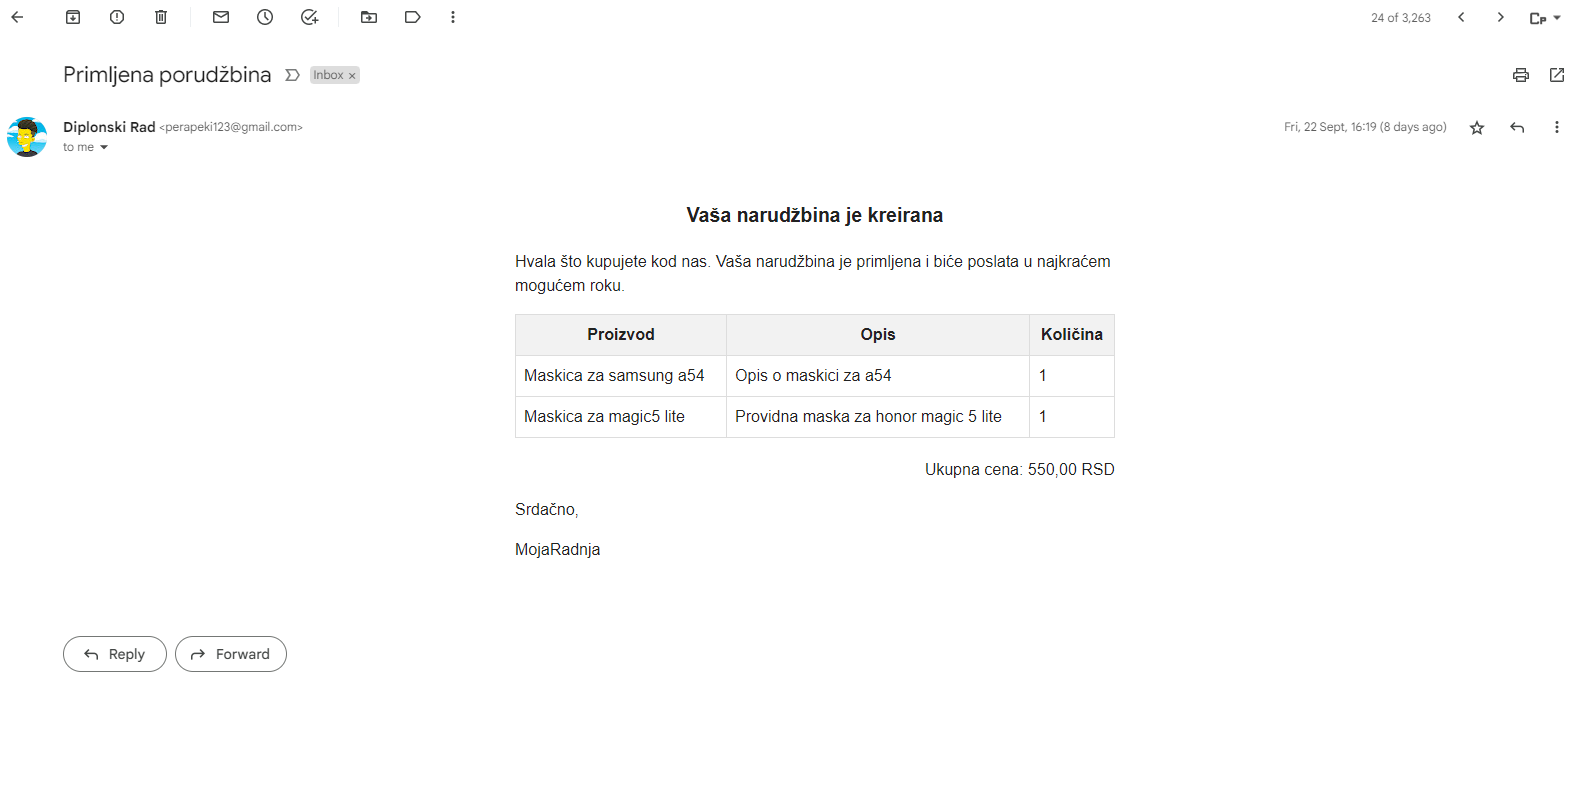 24 of 3,263
Primljena porudžbina
Inbox ×
Diplonski Rad <perapeki123@gmail.com>
Fri, 22 Sept, 16:19 (8 days ago)
to me
Vaša narudžbina je kreirana
Hvala što kupujete kod nas. Vaša narudžbina je primljena i biće poslata u najkraćem
mogućem roku.
Proizvod Opis Količina
Maskica za samsung a54 Opis o maskici za a54 1
Maskica za magic5 lite Providna maska za honor magic 5 lite 1
Ukupna cena: 550,00 RSD
Srdačno,
MojaRadnja
Reply Forward